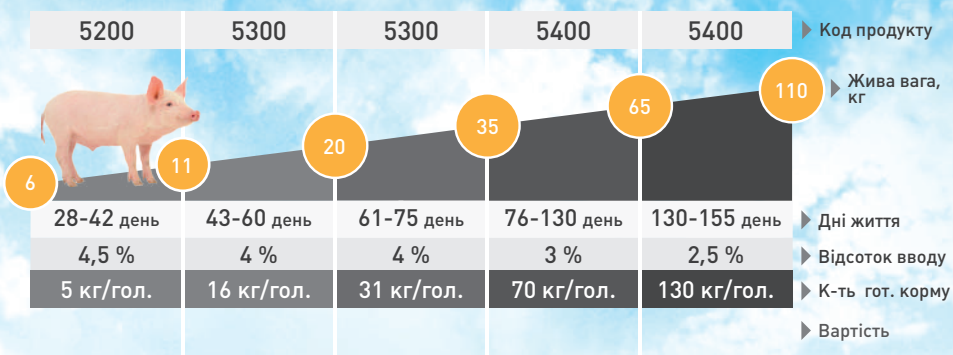 5200 5300 5300 5400 5400 Код продукту
Жива вага,
кг
6 11 20 35 65 110
28-42 день 43-60 день 61-75 день 76-130 день 130-155 день Дні життя
4,5 % 4 % 4 % 3 % 2,5 % Відсоток вводу
5 кг/гол. 16 кг/гол. 31 кг/гол. 70 кг/гол. 130 кг/гол. К-ть гот. корму
Вартість